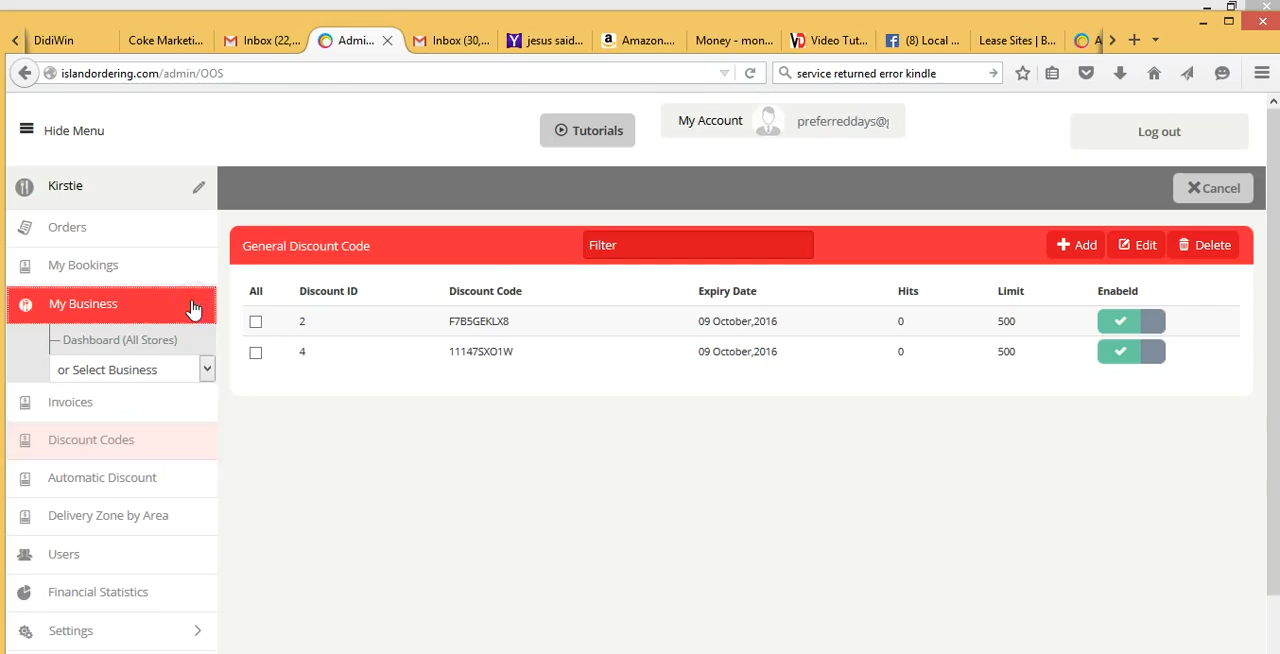 DidiWin Coke Marketi... Inbox (22,... Admi... Inbox (30,... jesus said... Amazon.... Money - mon... Video Tut... (8) Local ... Lease Sites | B... A
islandordering.com/admin/OOS service returned error kindle
Hide Menu Tutorials My Account preferreddays@g Log out
Kirstie Cancel
Orders
My Bookings
My Business
Dashboard (All Stores)
or Select Business
Invoices
Discount Codes
Automatic Discount
Delivery Zone by Area
Users
Financial Statistics
Settings
General Discount Code Filter Add Edit Delete
All Discount ID Discount Code Expiry Date Hits Limit Enabeld
2 F7B5GEKLX8 09 October,2016 0 500
4 11147SXO1W 09 October,2016 0 500